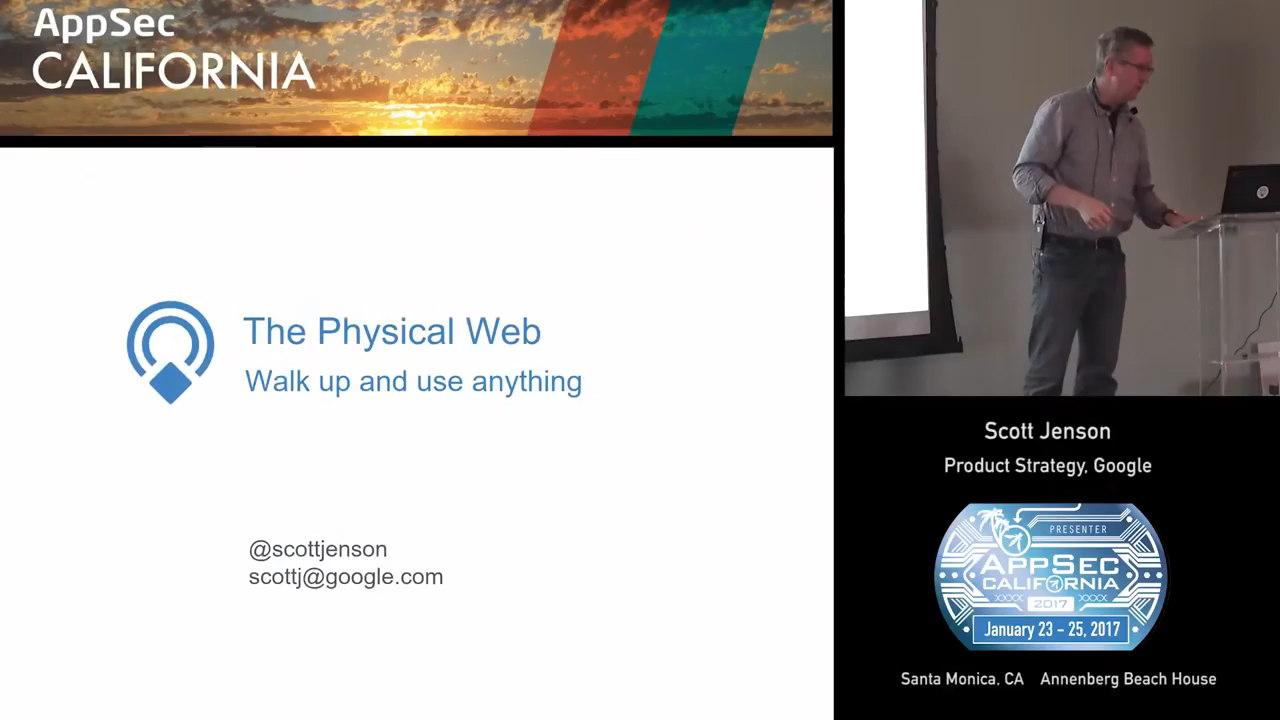 AppSec
CALIFORNIA
The Physical Web
Walk up and use anything
@scottjenson
scottj@google.com
Scott Jenson
Product Strategy, Google
PRESENTER
APPSEC
CALIFORNIA
2017
January 23 - 25, 2017
Santa Monica, CA Annenberg Beach House